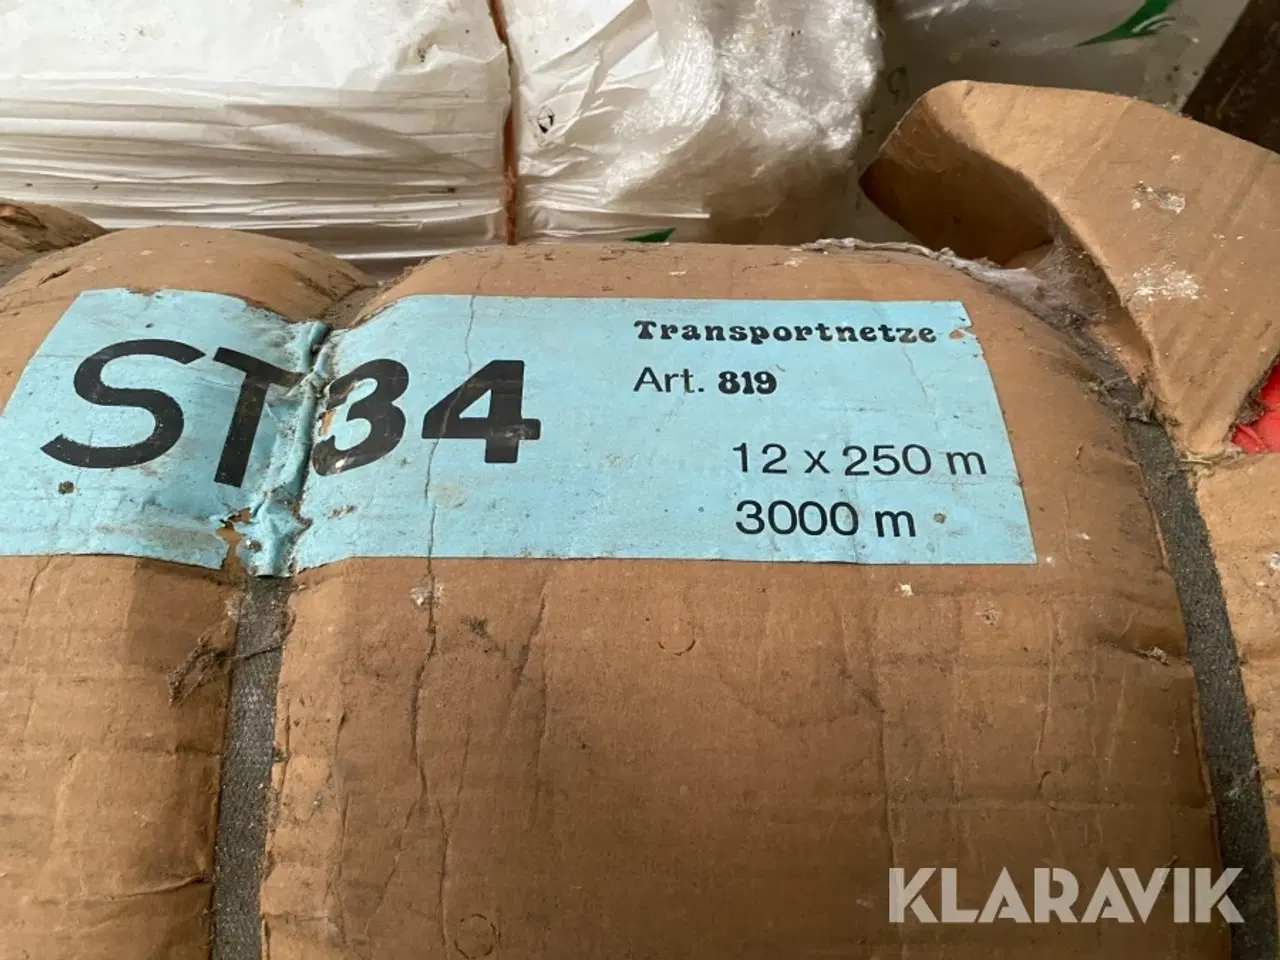 ST34
Transportnetze
Art. 819
12 x 250 m
3000 m
KLARAVIK